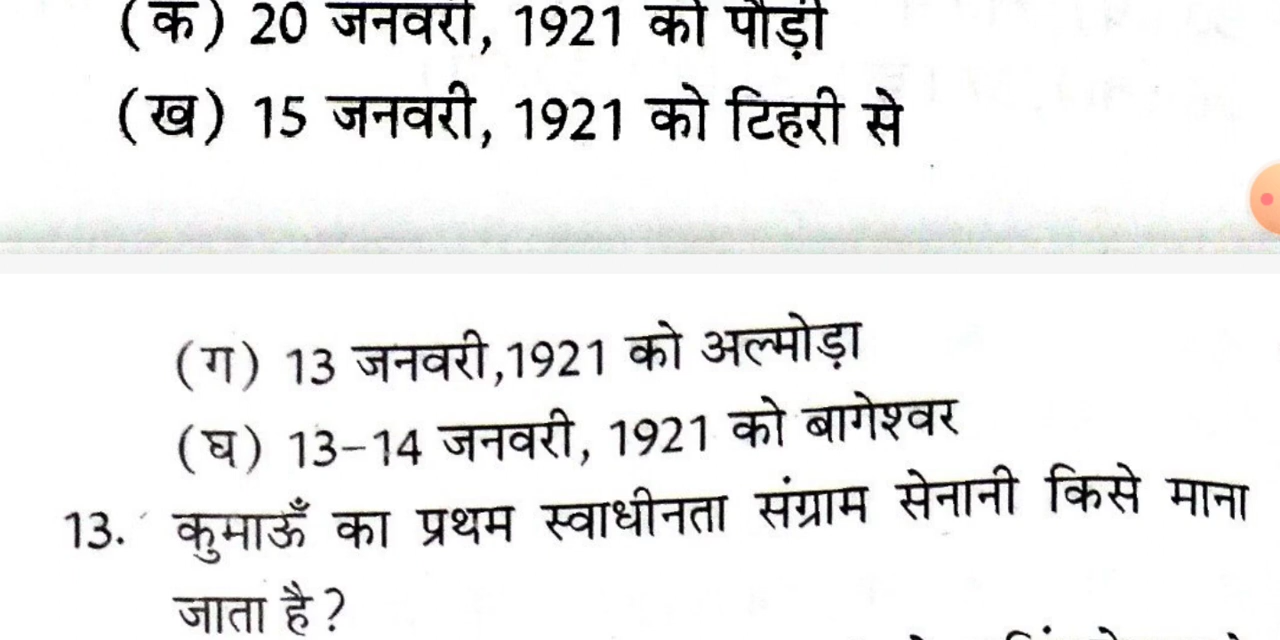 (क) 20 जनवरी, 1921 को पौड़ी
(ख) 15 जनवरी, 1921 को टिहरी से
(ग) 13 जनवरी,1921 को अल्मोड़ा
(घ) 13-14 जनवरी, 1921 को बागेश्वर
13. कुमाऊँ का प्रथम स्वाधीनता संग्राम सेनानी किसे माना
जाता है?